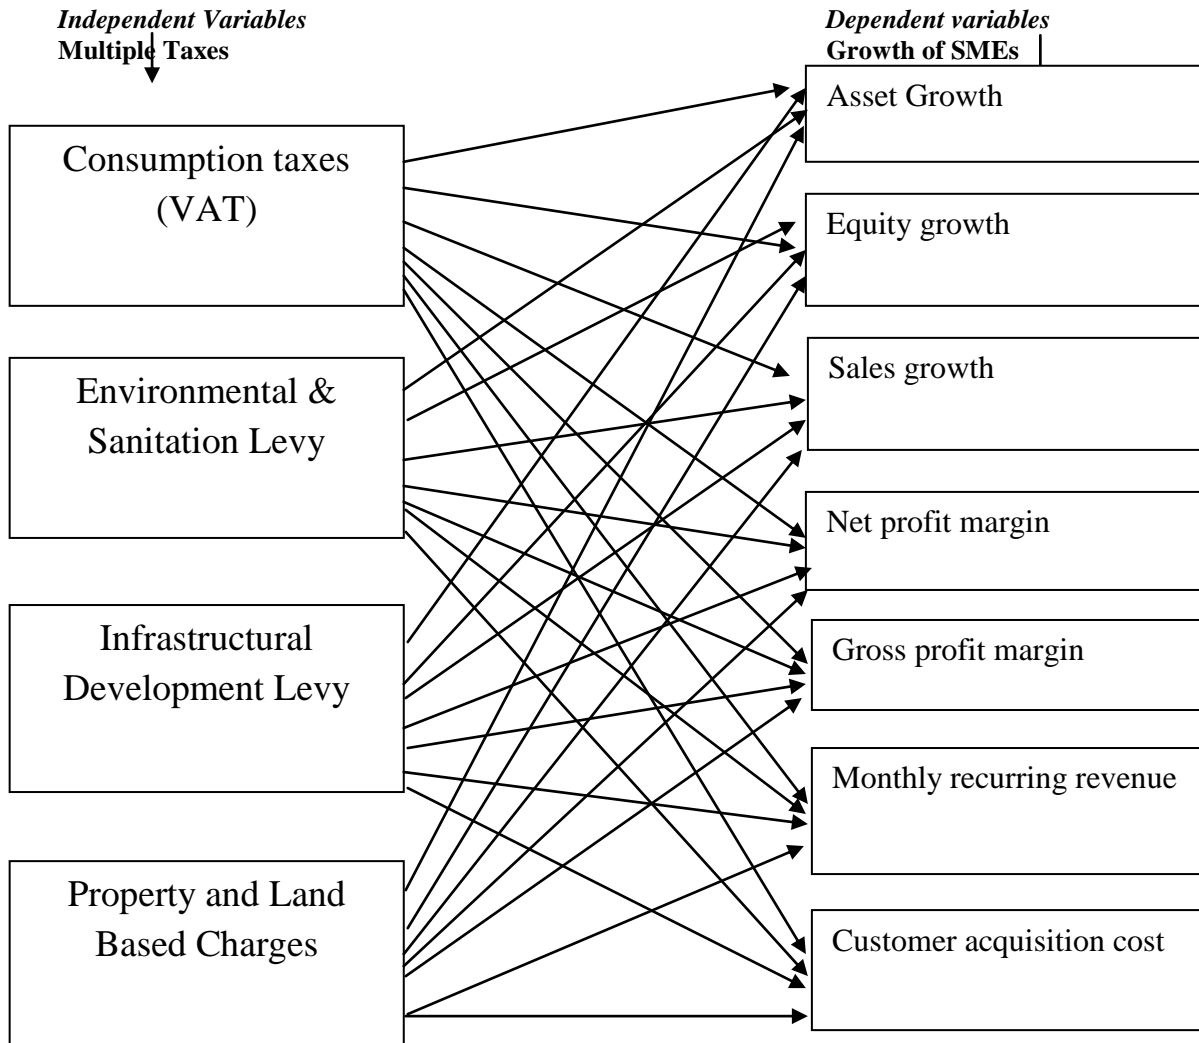 Independent Variables
Multiple Taxes
Consumption taxes
(VAT)
Environmental &
Sanitation Levy
Infrastructural
Development Levy
Property and Land
Based Charges
Dependent variables
Growth of SMEs
Asset Growth
Equity growth
Sales growth
Net profit margin
Gross profit margin
Monthly recurring revenue
Customer acquisition cost